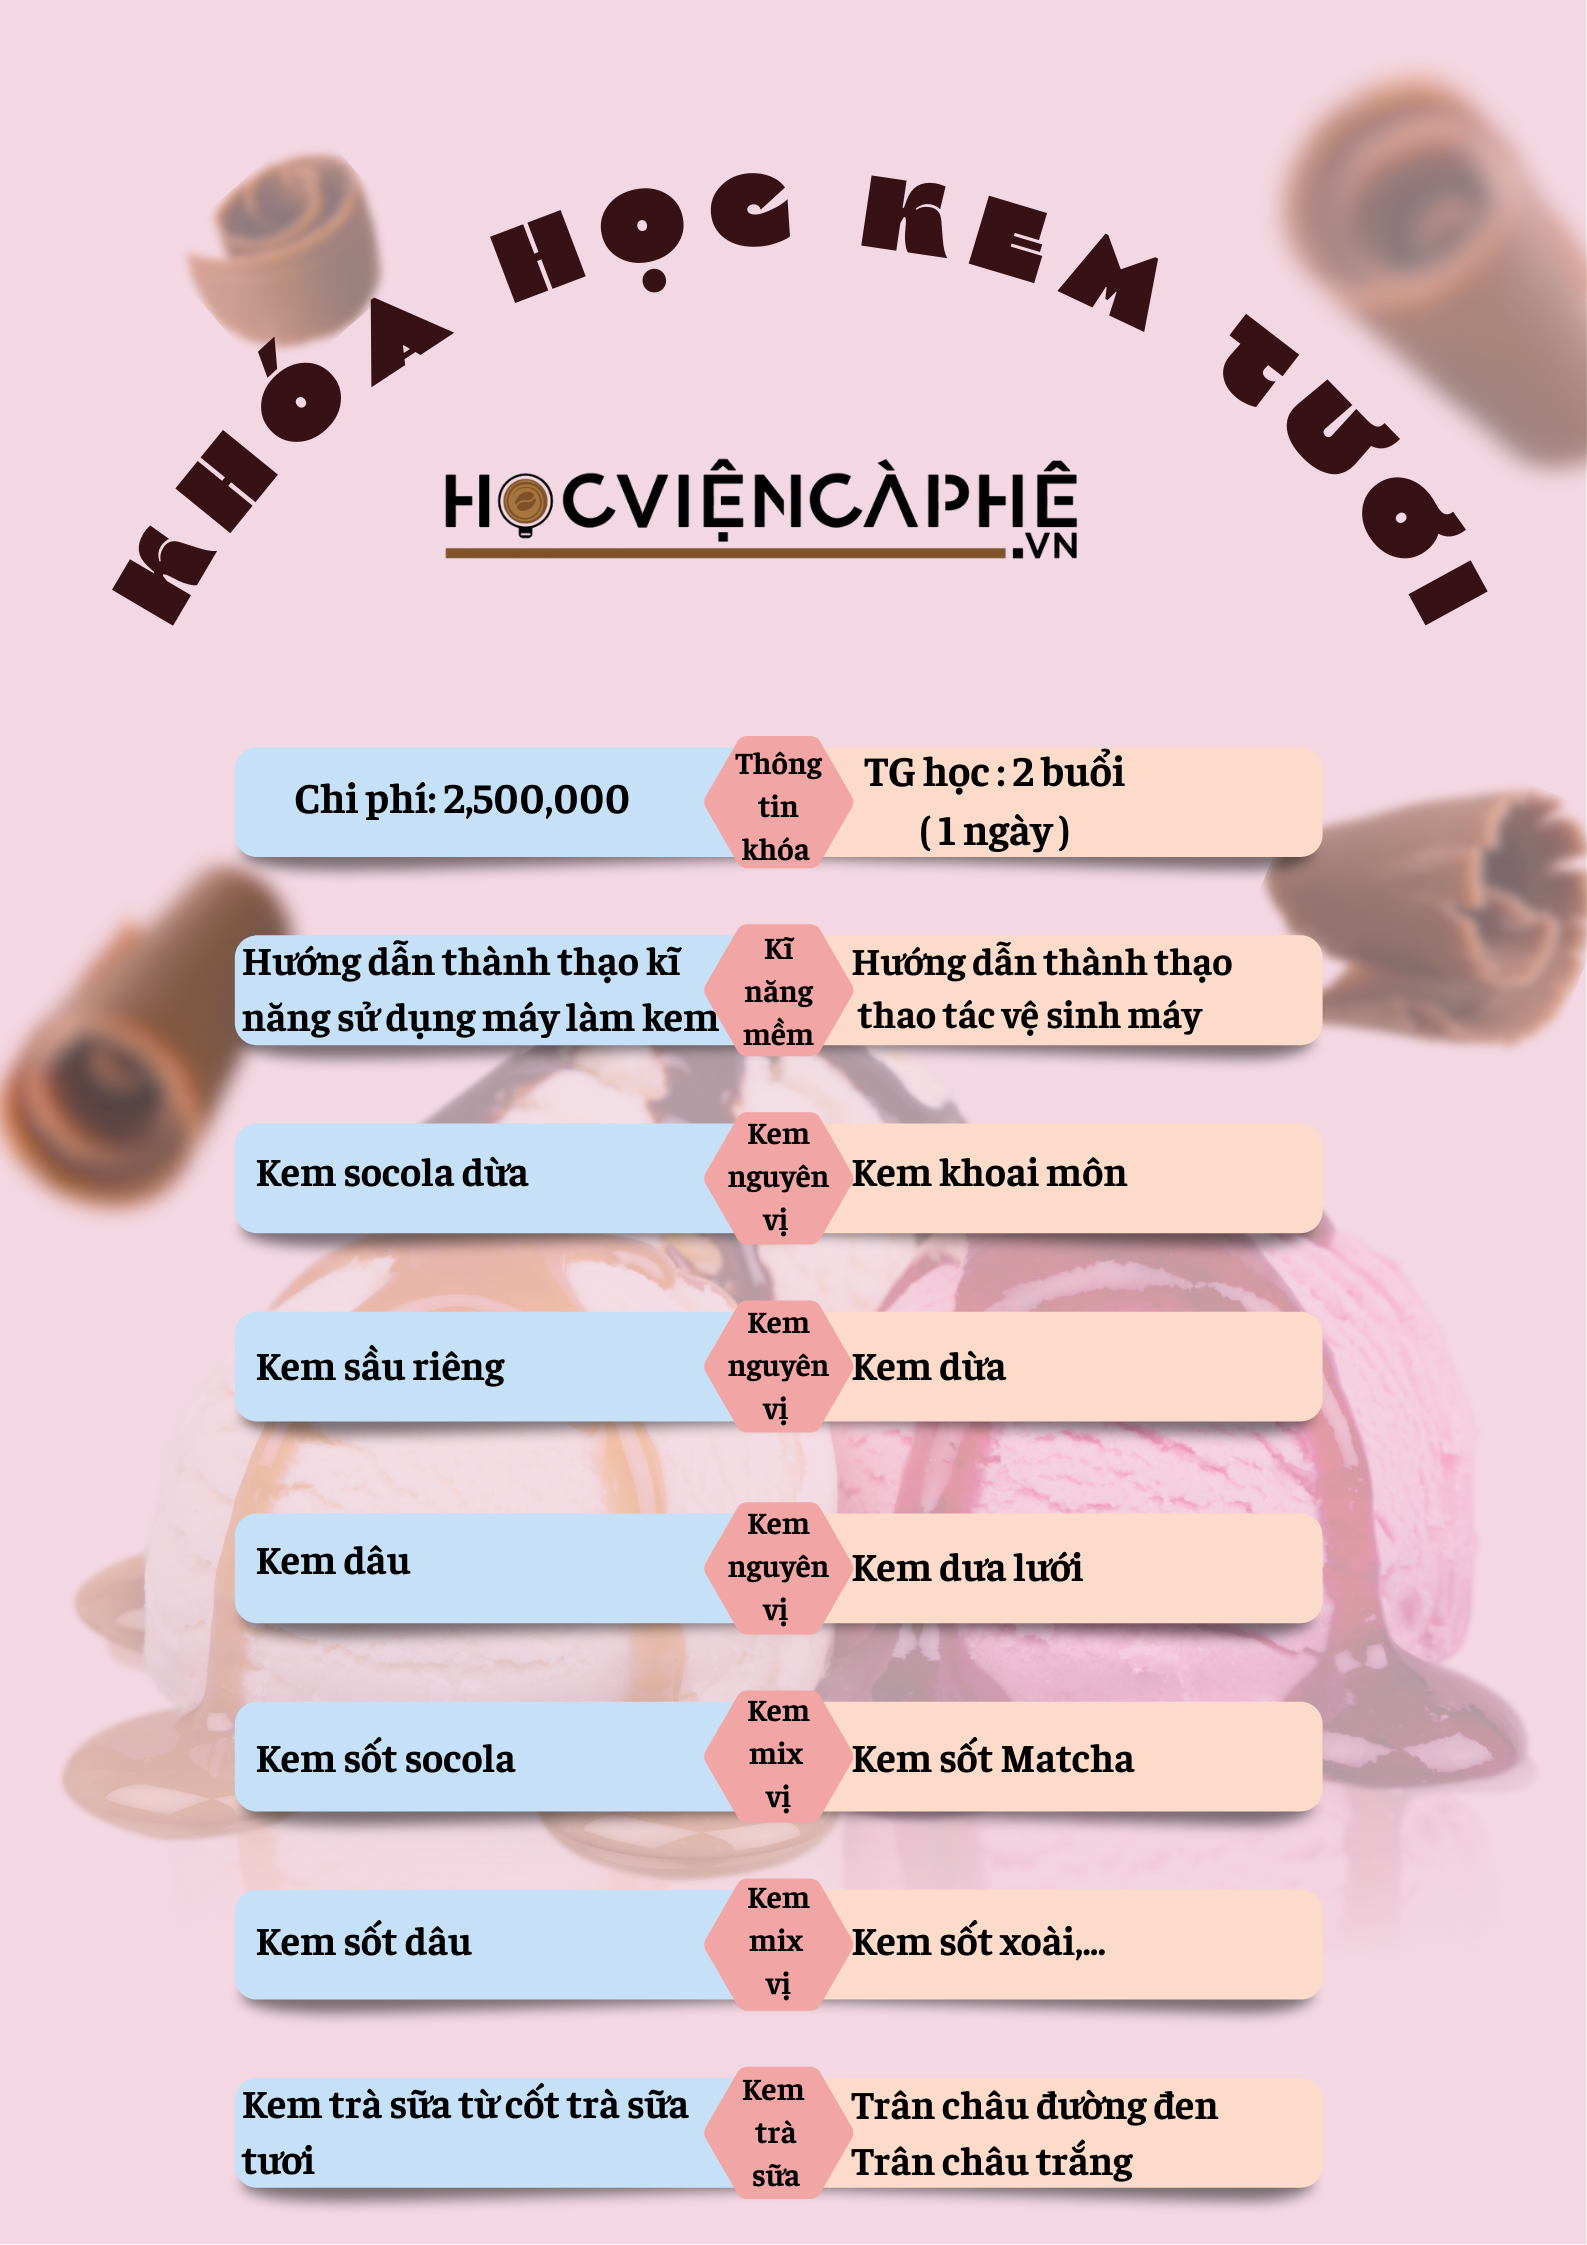 KHÓA HỌC KEM TƯƠI
HỌCVIỆNCÀPHÊ
.VN
Chi phí: 2,500,000
Thông
tin
khóa
TG học : 2 buổi
( 1 ngày )
Hướng dẫn thành thạo kĩ
năng sử dụng máy làm kem
Kĩ
năng
mềm
Hướng dẫn thành thạo
thao tác vệ sinh máy
Kem socola dừa
Kem
nguyên
vị
Kem khoai môn
Kem sầu riêng
Kem
nguyên
vị
Kem dừa
Kem dâu
Kem
nguyên
vị
Kem dưa lưới
Kem sốt socola
Kem
mix
vị
Kem sốt Matcha
Kem sốt dâu
Kem
mix
vị
Kem sốt xoài,...
Kem trà sữa từ cốt trà sữa
tươi
Kem
trà
sữa
Trân châu đường đen
Trân châu trắng